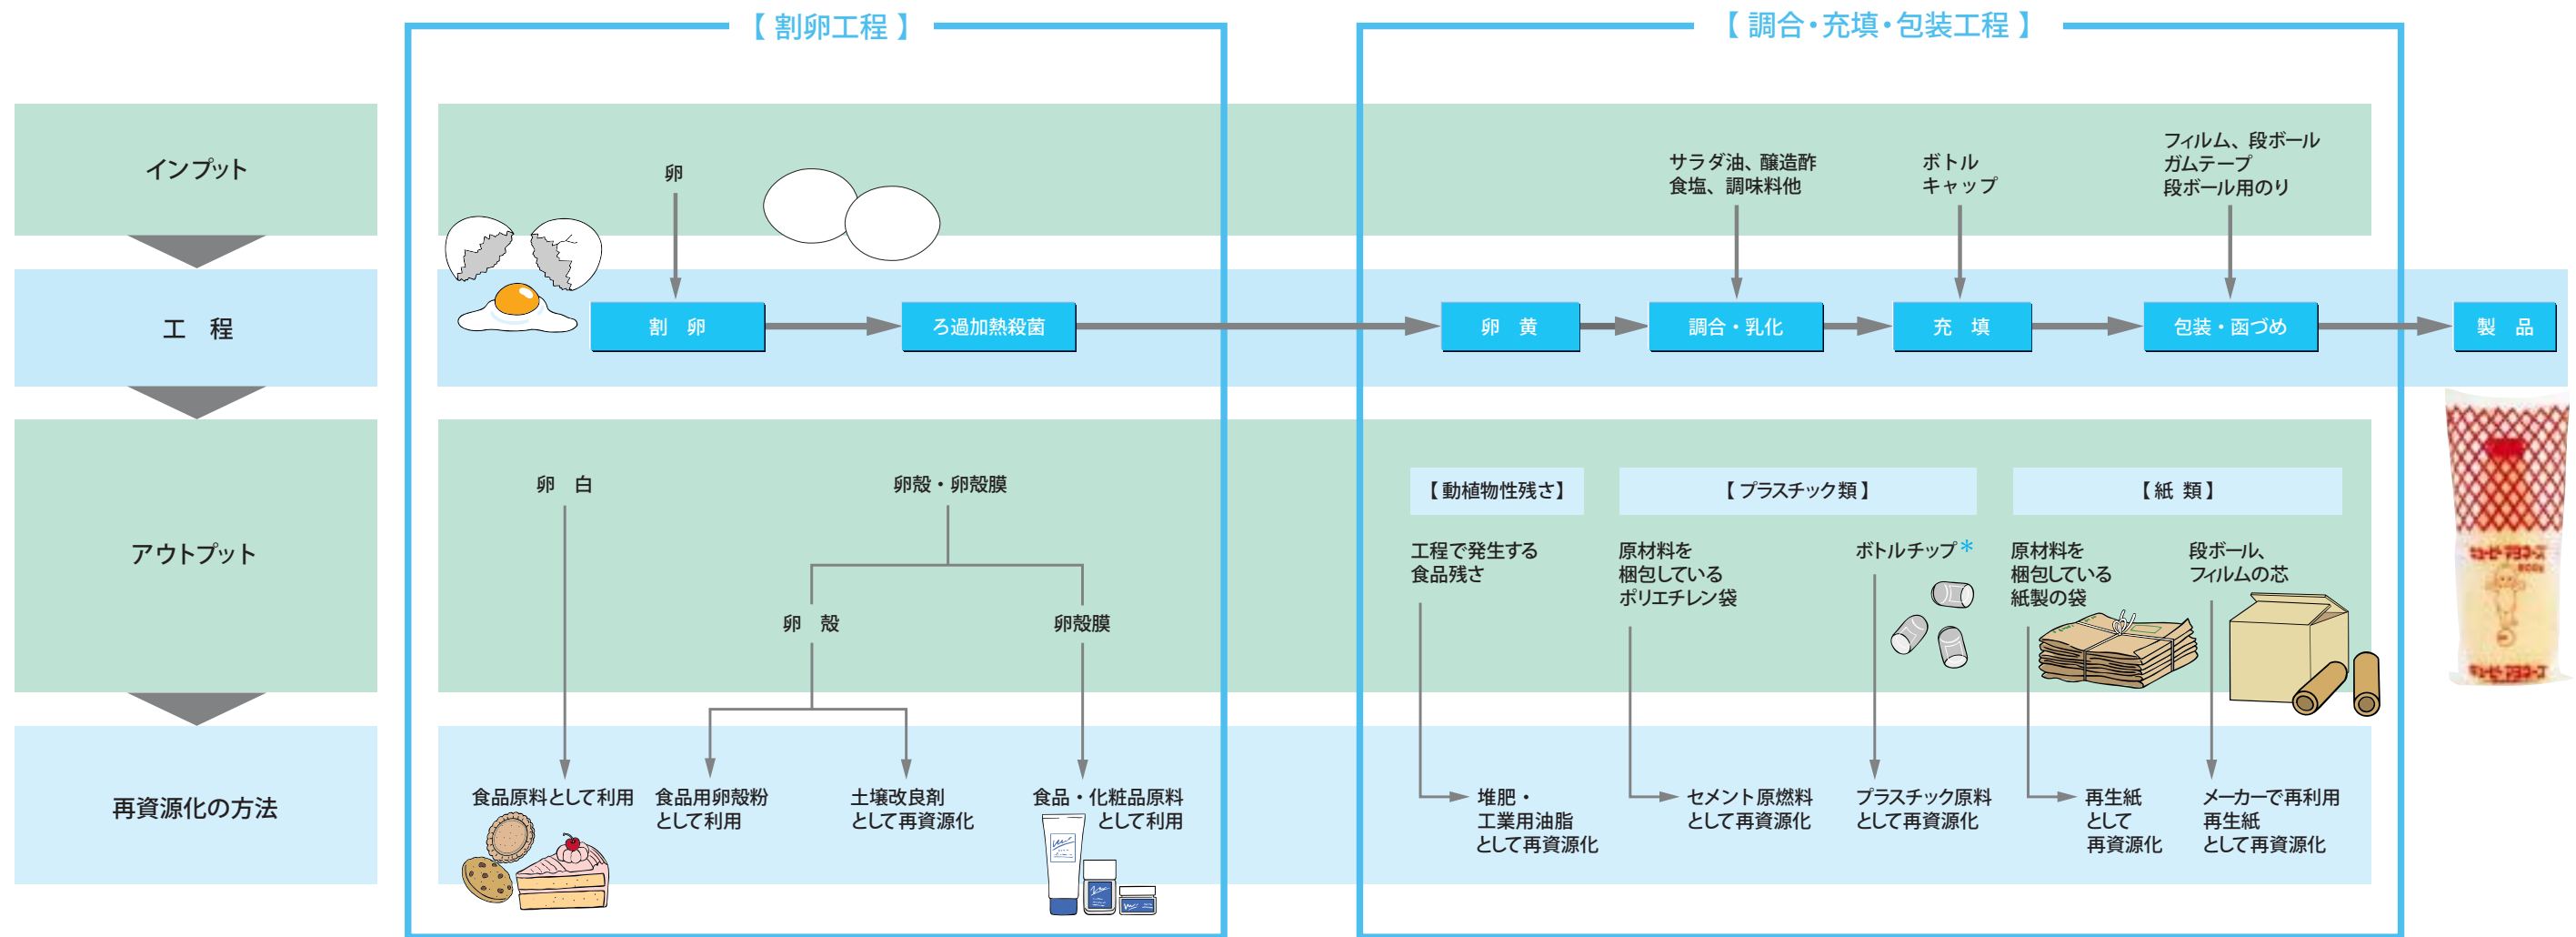 【 割卵工程 】
【 調合・充填・包装工程 】
インプット
卵
サラダ油、醸造酢
食塩、調味料他
ボトル
キャップ
フィルム、段ボール
ガムテープ
段ボール用のり
工　程
割　卵
ろ過加熱殺菌
卵　黄
調合・乳化
充　填
包装・函づめ
製　品
アウトプット
卵　白
卵殻・卵殻膜
卵　殻
卵殻膜
【 動植物性残さ】
工程で発生する
食品残さ
【 プラスチック類 】
原材料を
梱包している
ポリエチレン袋
ボトルチップ＊
【 紙 類 】
原材料を
梱包している
紙製の袋
段ボール、
フィルムの芯
キユーピーマヨネーズ
再資源化の方法
食品原料として利用
食品用卵殻粉
として利用
土壌改良剤
として再資源化
食品・化粧品原料
として利用
堆肥・
工業用油脂
として再資源化
セメント原燃料
として再資源化
プラスチック原料
として再資源化
再生紙
として
再資源化
メーカーで再利用
再生紙
として再資源化